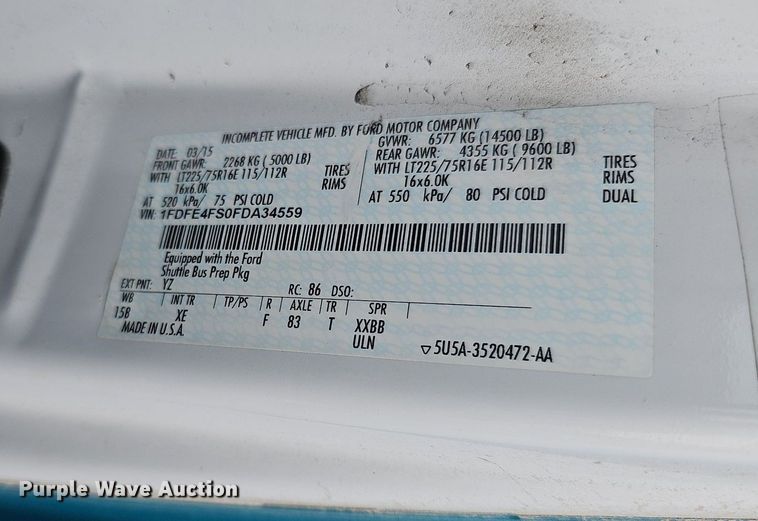 INCOMPLETE VEHICLE MFD. BY FORD MOTOR COMPANY
DATE: 03/15
GVWR: 6577 KG (14500 LB)
FRONT GAWR: 2268 KG (5000 LB)
REAR GAWR: 4355 KG ( 9600 LB)
WITH LT225/75R16E 115/112R TIRES
WITH LT225/75R16E 115/112R TIRES
16x6.0K RIMS
16x6.0K RIMS
AT 520 kPa/ 75 PSI COLD
AT 550 kPa/ 80 PSI COLD DUAL
VIN: 1FDFE4FS0FDA34559
Equipped with the Ford
Shuttle Bus Prep Pkg
EXT PNT: YZ RC: 86 DSO:
WB INT TR TP/PS R AXLE TR SPR
158 XE F 83 T XXBB
MADE IN U.S.A. ULN
▽5U5A-3520472-AA
Purple Wave Auction